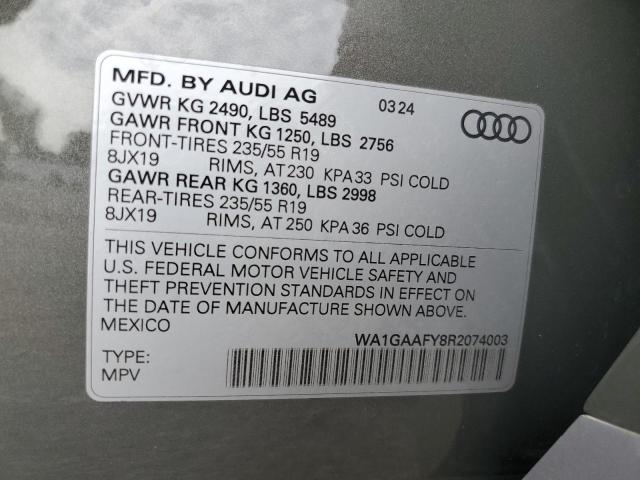 MFD. BY AUDI AG 03 24
GVWR KG 2490, LBS 5489
GAWR FRONT KG 1250, LBS 2756
FRONT-TIRES 235/55 R19
8JX19 RIMS, AT 230 KPA 33 PSI COLD
GAWR REAR KG 1360, LBS 2998
REAR-TIRES 235/55 R19
8JX19 RIMS, AT 250 KPA 36 PSI COLD
THIS VEHICLE CONFORMS TO ALL APPLICABLE
U.S. FEDERAL MOTOR VEHICLE SAFETY AND
THEFT PREVENTION STANDARDS IN EFFECT ON
THE DATE OF MANUFACTURE SHOWN ABOVE.
MEXICO
WA1GAAFY8R2074003
TYPE:
MPV